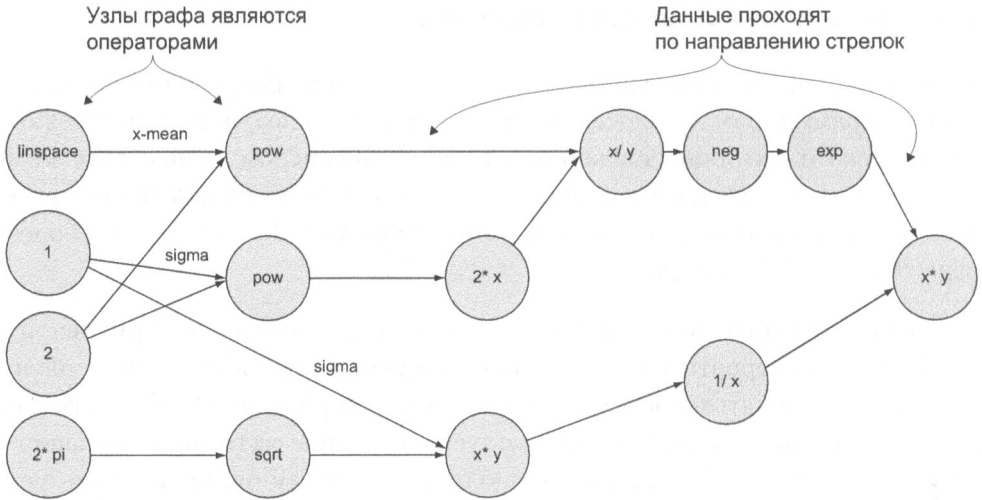 Узлы графа являются
операторами
Данные проходят
по направлению стрелок
linspace
x-mean
pow
x/ y
neg
exp
1
sigma
pow
2* x
x* y
2
sigma
1/ x
2* pi
sqrt
x* y